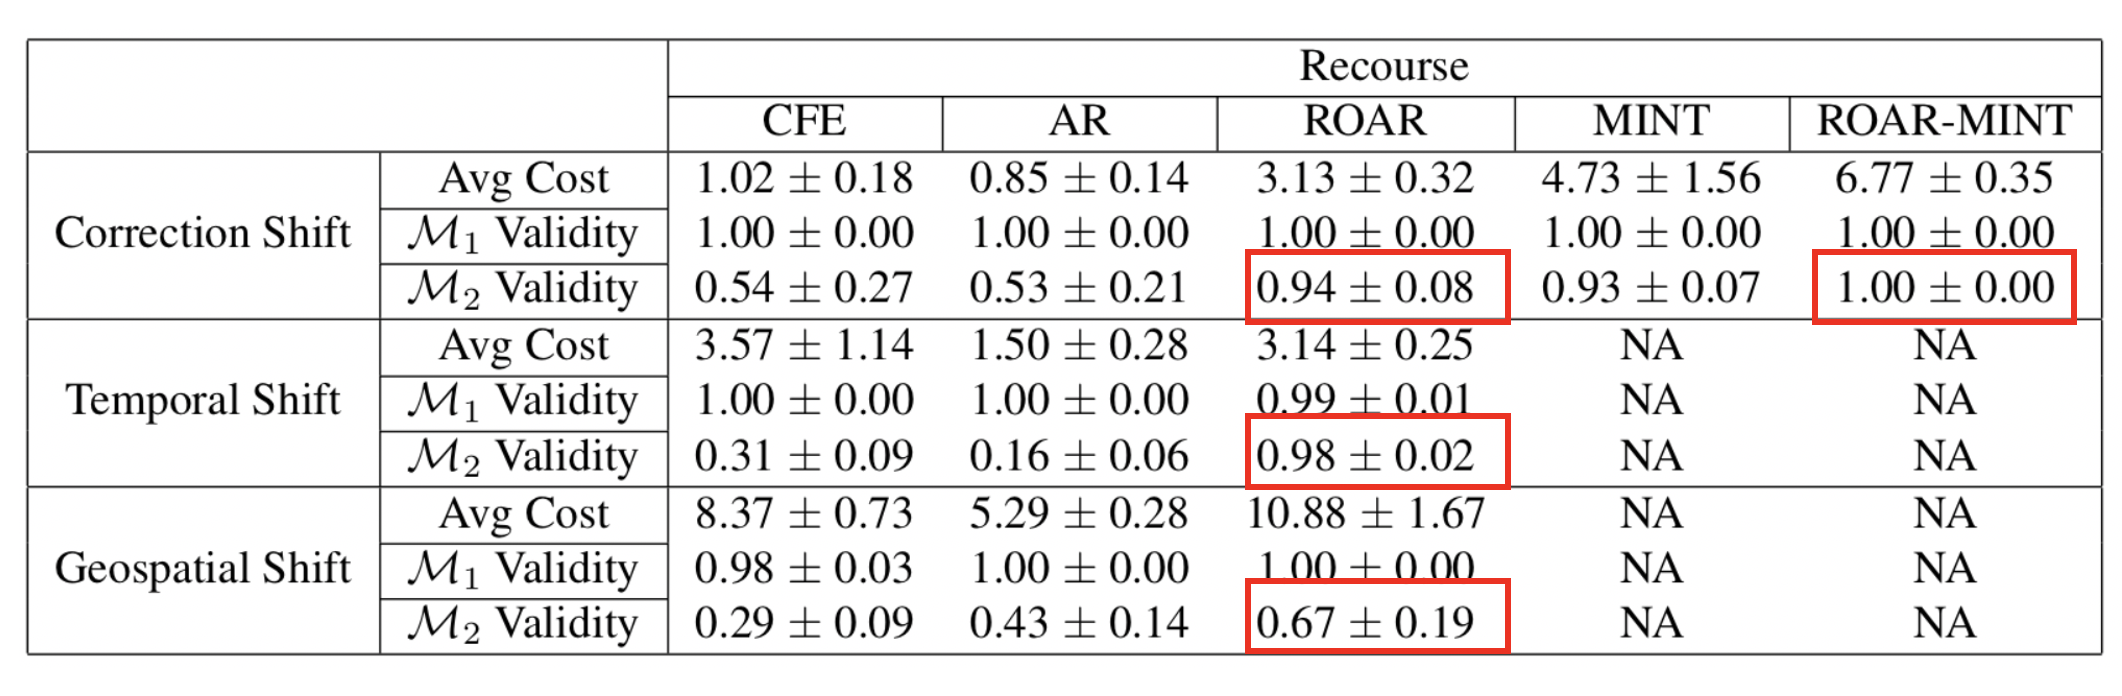 Recourse
CFE AR ROAR MINT ROAR-MINT
Avg Cost 1.02 ± 0.18 0.85 ± 0.14 3.13 ± 0.32 4.73 ± 1.56 6.77 ± 0.35
Correction Shift M₁ Validity 1.00 ± 0.00 1.00 ± 0.00 1.00 ± 0.00 1.00 ± 0.00 1.00 ± 0.00
M₂ Validity 0.54 ± 0.27 0.53 ± 0.21 0.94 ± 0.08 0.93 ± 0.07 1.00 ± 0.00
Avg Cost 3.57 ± 1.14 1.50 ± 0.28 3.14 ± 0.25 NA NA
Temporal Shift M₁ Validity 1.00 ± 0.00 1.00 ± 0.00 0.99 ± 0.01 NA NA
M₂ Validity 0.31 ± 0.09 0.16 ± 0.06 0.98 ± 0.02 NA NA
Avg Cost 8.37 ± 0.73 5.29 ± 0.28 10.88 ± 1.67 NA NA
Geospatial Shift M₁ Validity 0.98 ± 0.03 1.00 ± 0.00 1.00 ± 0.00 NA NA
M₂ Validity 0.29 ± 0.09 0.43 ± 0.14 0.67 ± 0.19 NA NA